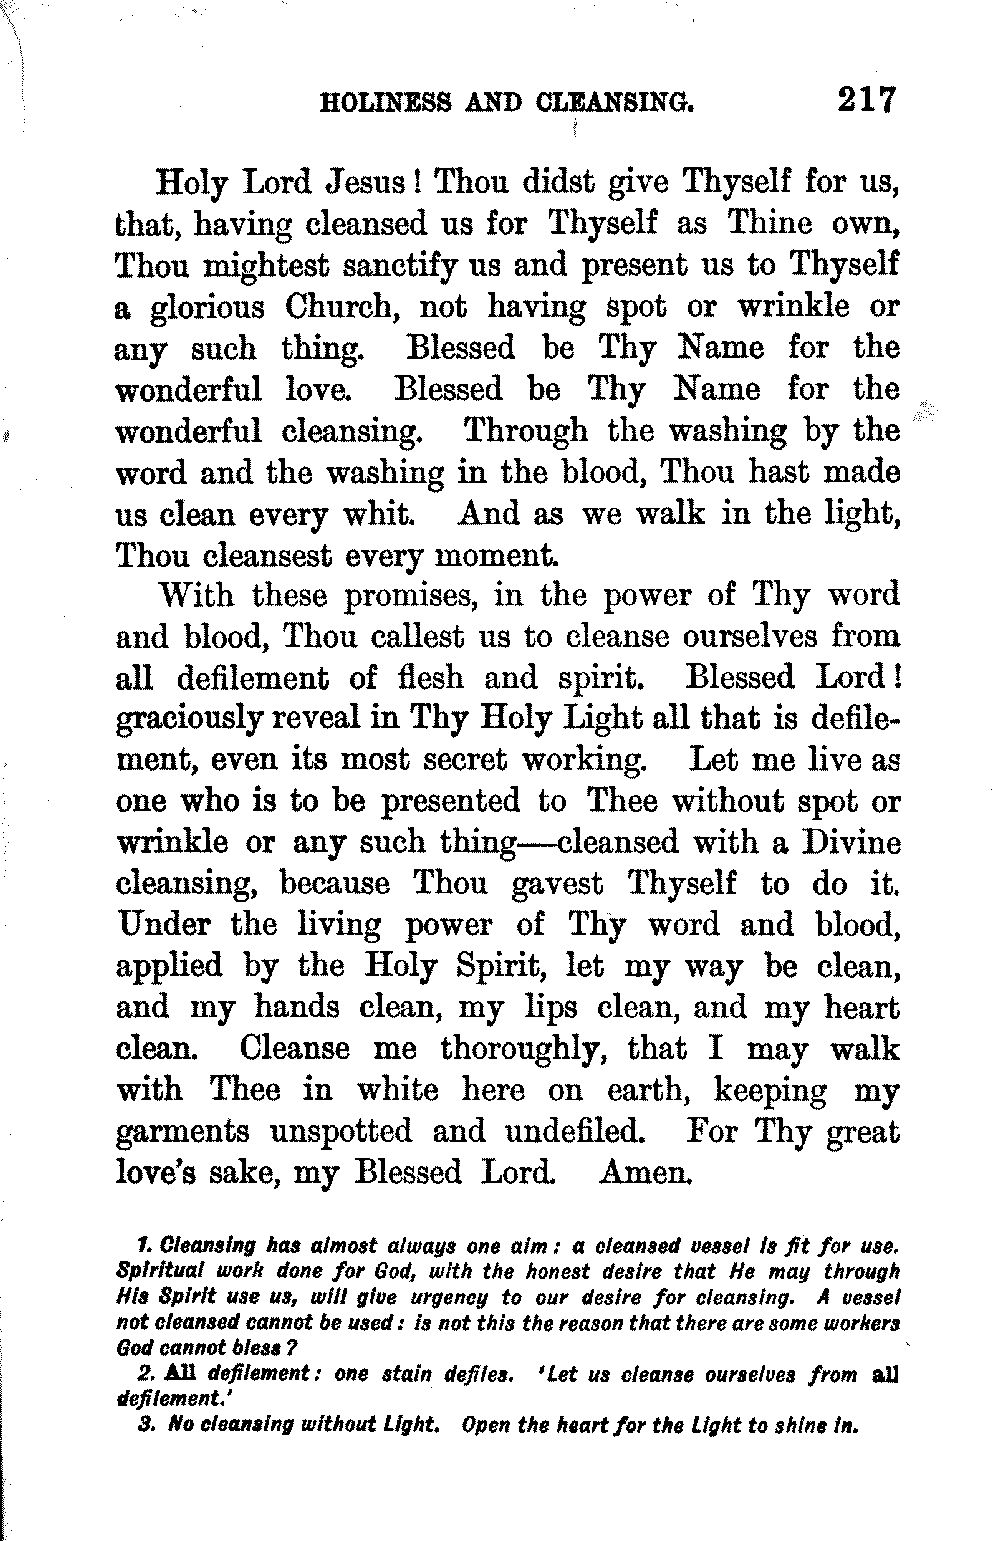 HOLINESS AND CLEANSING. 217
Holy Lord Jesus! Thou didst give Thyself for us,
that, having cleansed us for Thyself as Thine own,
Thou mightest sanctify us and present us to Thyself
a glorious Church, not having spot or wrinkle or
any such thing. Blessed be Thy Name for the
wonderful love. Blessed be Thy Name for the
wonderful cleansing. Through the washing by the
word and the washing in the blood, Thou hast made
us clean every whit. And as we walk in the light,
Thou cleansest every moment.
With these promises, in the power of Thy word
and blood, Thou callest us to cleanse ourselves from
all defilement of flesh and spirit. Blessed Lord!
graciously reveal in Thy Holy Light all that is defile-
ment, even its most secret working. Let me live as
one who is to be presented to Thee without spot or
wrinkle or any such thing—cleansed with a Divine
cleansing, because Thou gavest Thyself to do it.
Under the living power of Thy word and blood,
applied by the Holy Spirit, let my way be clean,
and my hands clean, my lips clean, and my heart
clean. Cleanse me thoroughly, that I may walk
with Thee in white here on earth, keeping my
garments unspotted and undefiled. For Thy great
love's sake, my Blessed Lord. Amen.
1. Cleansing has almost always one aim: a cleansed vessel is fit for use.
Spiritual work done for God, with the honest desire that He may through
His Spirit use us, will give urgency to our desire for cleansing. A vessel
not cleansed cannot be used: is not this the reason that there are some workers
God cannot bless?
2. All defilement: one stain defiles. 'Let us cleanse ourselves from all
defilement.'
3. No cleansing without Light. Open the heart for the Light to shine in.